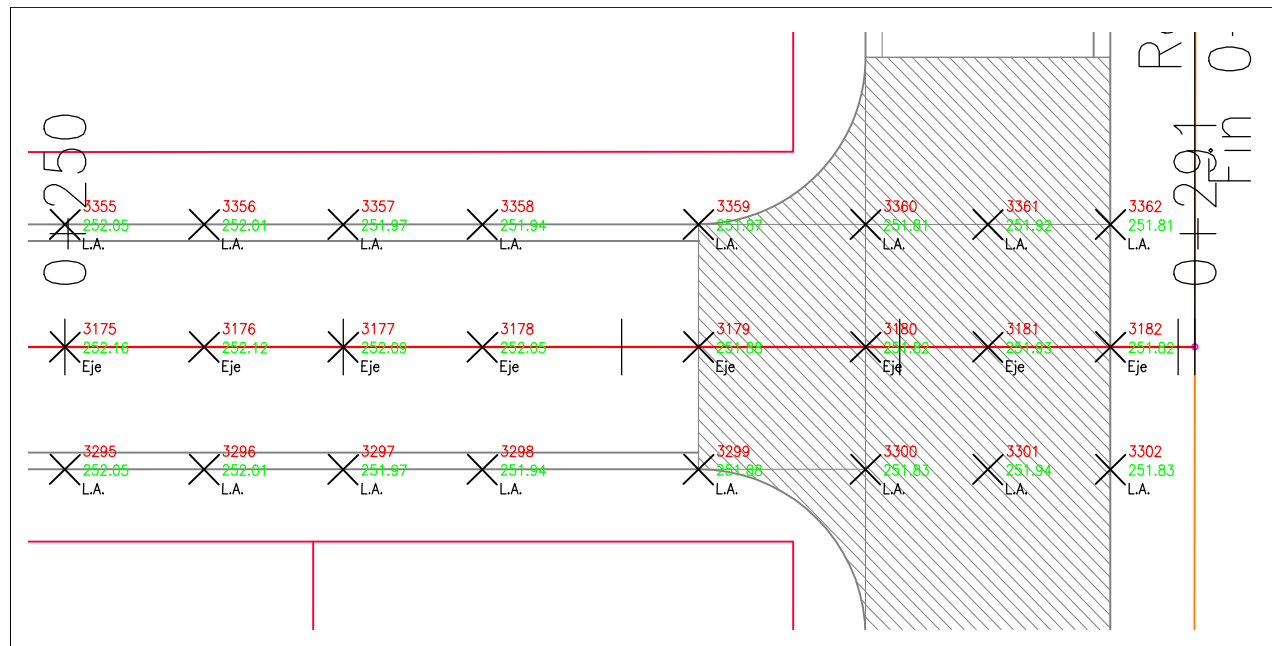 0+250
0+291
Fin 0-
3355
252.05
L.A.
3356
252.01
L.A.
3357
251.97
L.A.
3358
251.94
L.A.
3359
251.87
L.A.
3360
251.81
L.A.
3361
251.92
L.A.
3362
251.81
L.A.
3175
252.16
Eje
3176
252.12
Eje
3177
252.09
Eje
3178
252.05
Eje
3179
251.88
Eje
3180
251.82
Eje
3181
251.93
Eje
3182
251.82
Eje
3295
252.05
L.A.
3296
252.01
L.A.
3297
251.97
L.A.
3298
251.94
L.A.
3299
251.88
L.A.
3300
251.83
L.A.
3301
251.94
L.A.
3302
251.83
L.A.